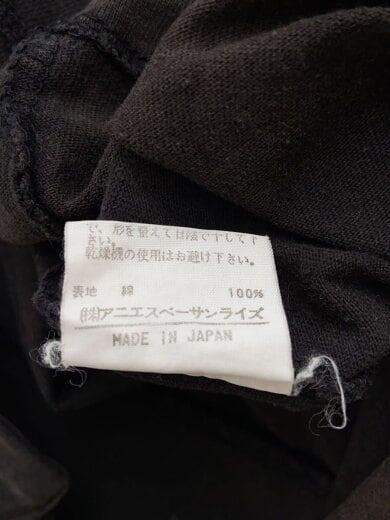 で、形を整えて日陰で干して下
さい。
乾燥機の使用はお避け下さい。
表地 綿 100%
(株)アニエスベーサンライズ
MADE IN JAPAN